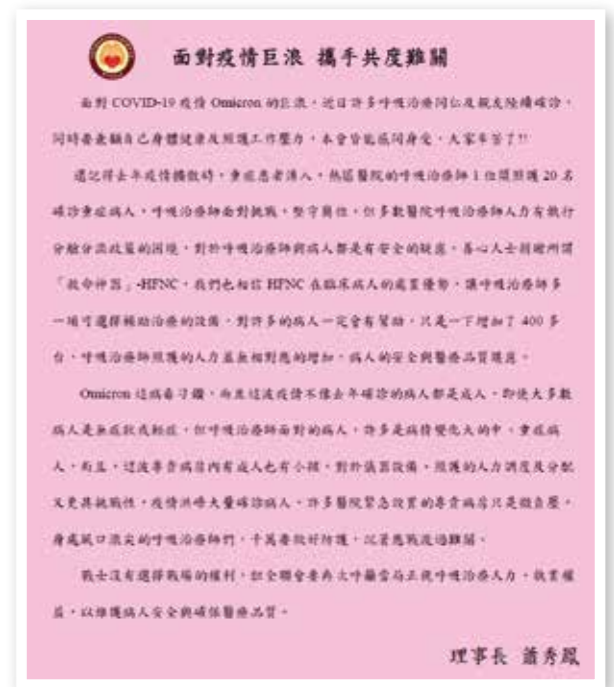 面對疫情巨浪 攜手共度難關
面對 COVID-19 疫情 Omicron 的巨浪，近日許多呼吸治療同仁及親友陸續確診，
同時要兼顧自己身體健康及照護工作壓力，本會皆能感同身受，大家辛苦了!!
還記得去年疫情擴散時，重症患者湧入，熱區醫院的呼吸治療師 1 位需照護 20 名
確診重症病人，呼吸治療師面對挑戰，堅守崗位，但多數醫院呼吸治療師人力有執行
分艙分流政策的困境，對於呼吸治療師與病人都是有安全的疑慮。善心人士捐贈所謂
「救命神器」-HFNC，我們也相信 HFNC 在臨床病人的處置優勢，讓呼吸治療師多
一項可選擇輔助治療的設備，對許多的病人一定會有幫助，只是一下增加了 400 多
台，呼吸治療師照護的人力並無相對應的增加，病人的安全與醫療品質堪慮。
Omicron 這病毒刁鑽，而且這波疫情不像去年確診的病人都是成人，即使大多數
病人是無症狀或輕症，但呼吸治療師面對的病人，許多是病情變化大的中、重症病
人，而且，這波專責病房內有成人也有小孩，對於儀器設備、照護的人力調度及分配
又更具挑戰性，疫情洪峰大量確診病人，許多醫院緊急設置的專責病房只是微負壓，
身處風口浪尖的呼吸治療師們，千萬要做好防護，沉著應戰渡過難關。
戰士沒有選擇戰場的權利，但全聯會要再次呼籲當局正視呼吸治療人力、執業權
益，以維護病人安全與確保醫療品質。
理事長 蕭秀鳳